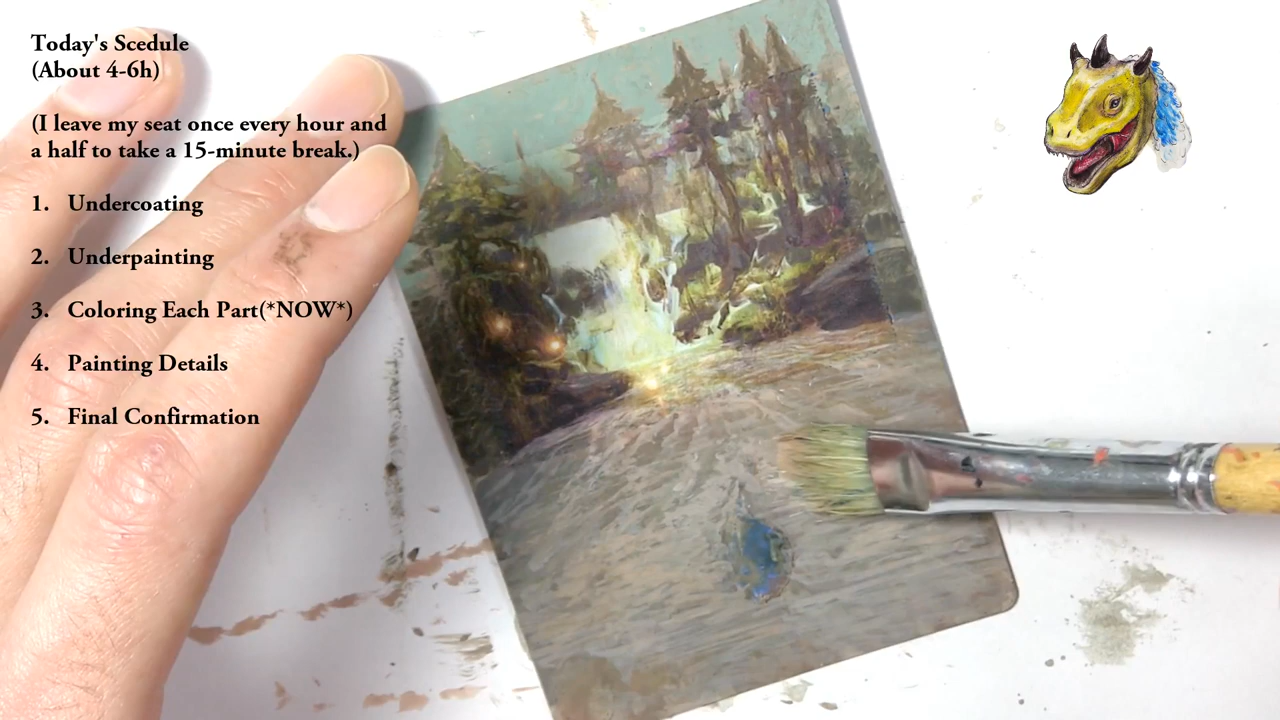 Today's Scedule
(About 4-6h)
(I leave my seat once every hour and
a half to take a 15-minute break.)
1. Undercoating
2. Underpainting
3. Coloring Each Part(*NOW*)
4. Painting Details
5. Final Confirmation